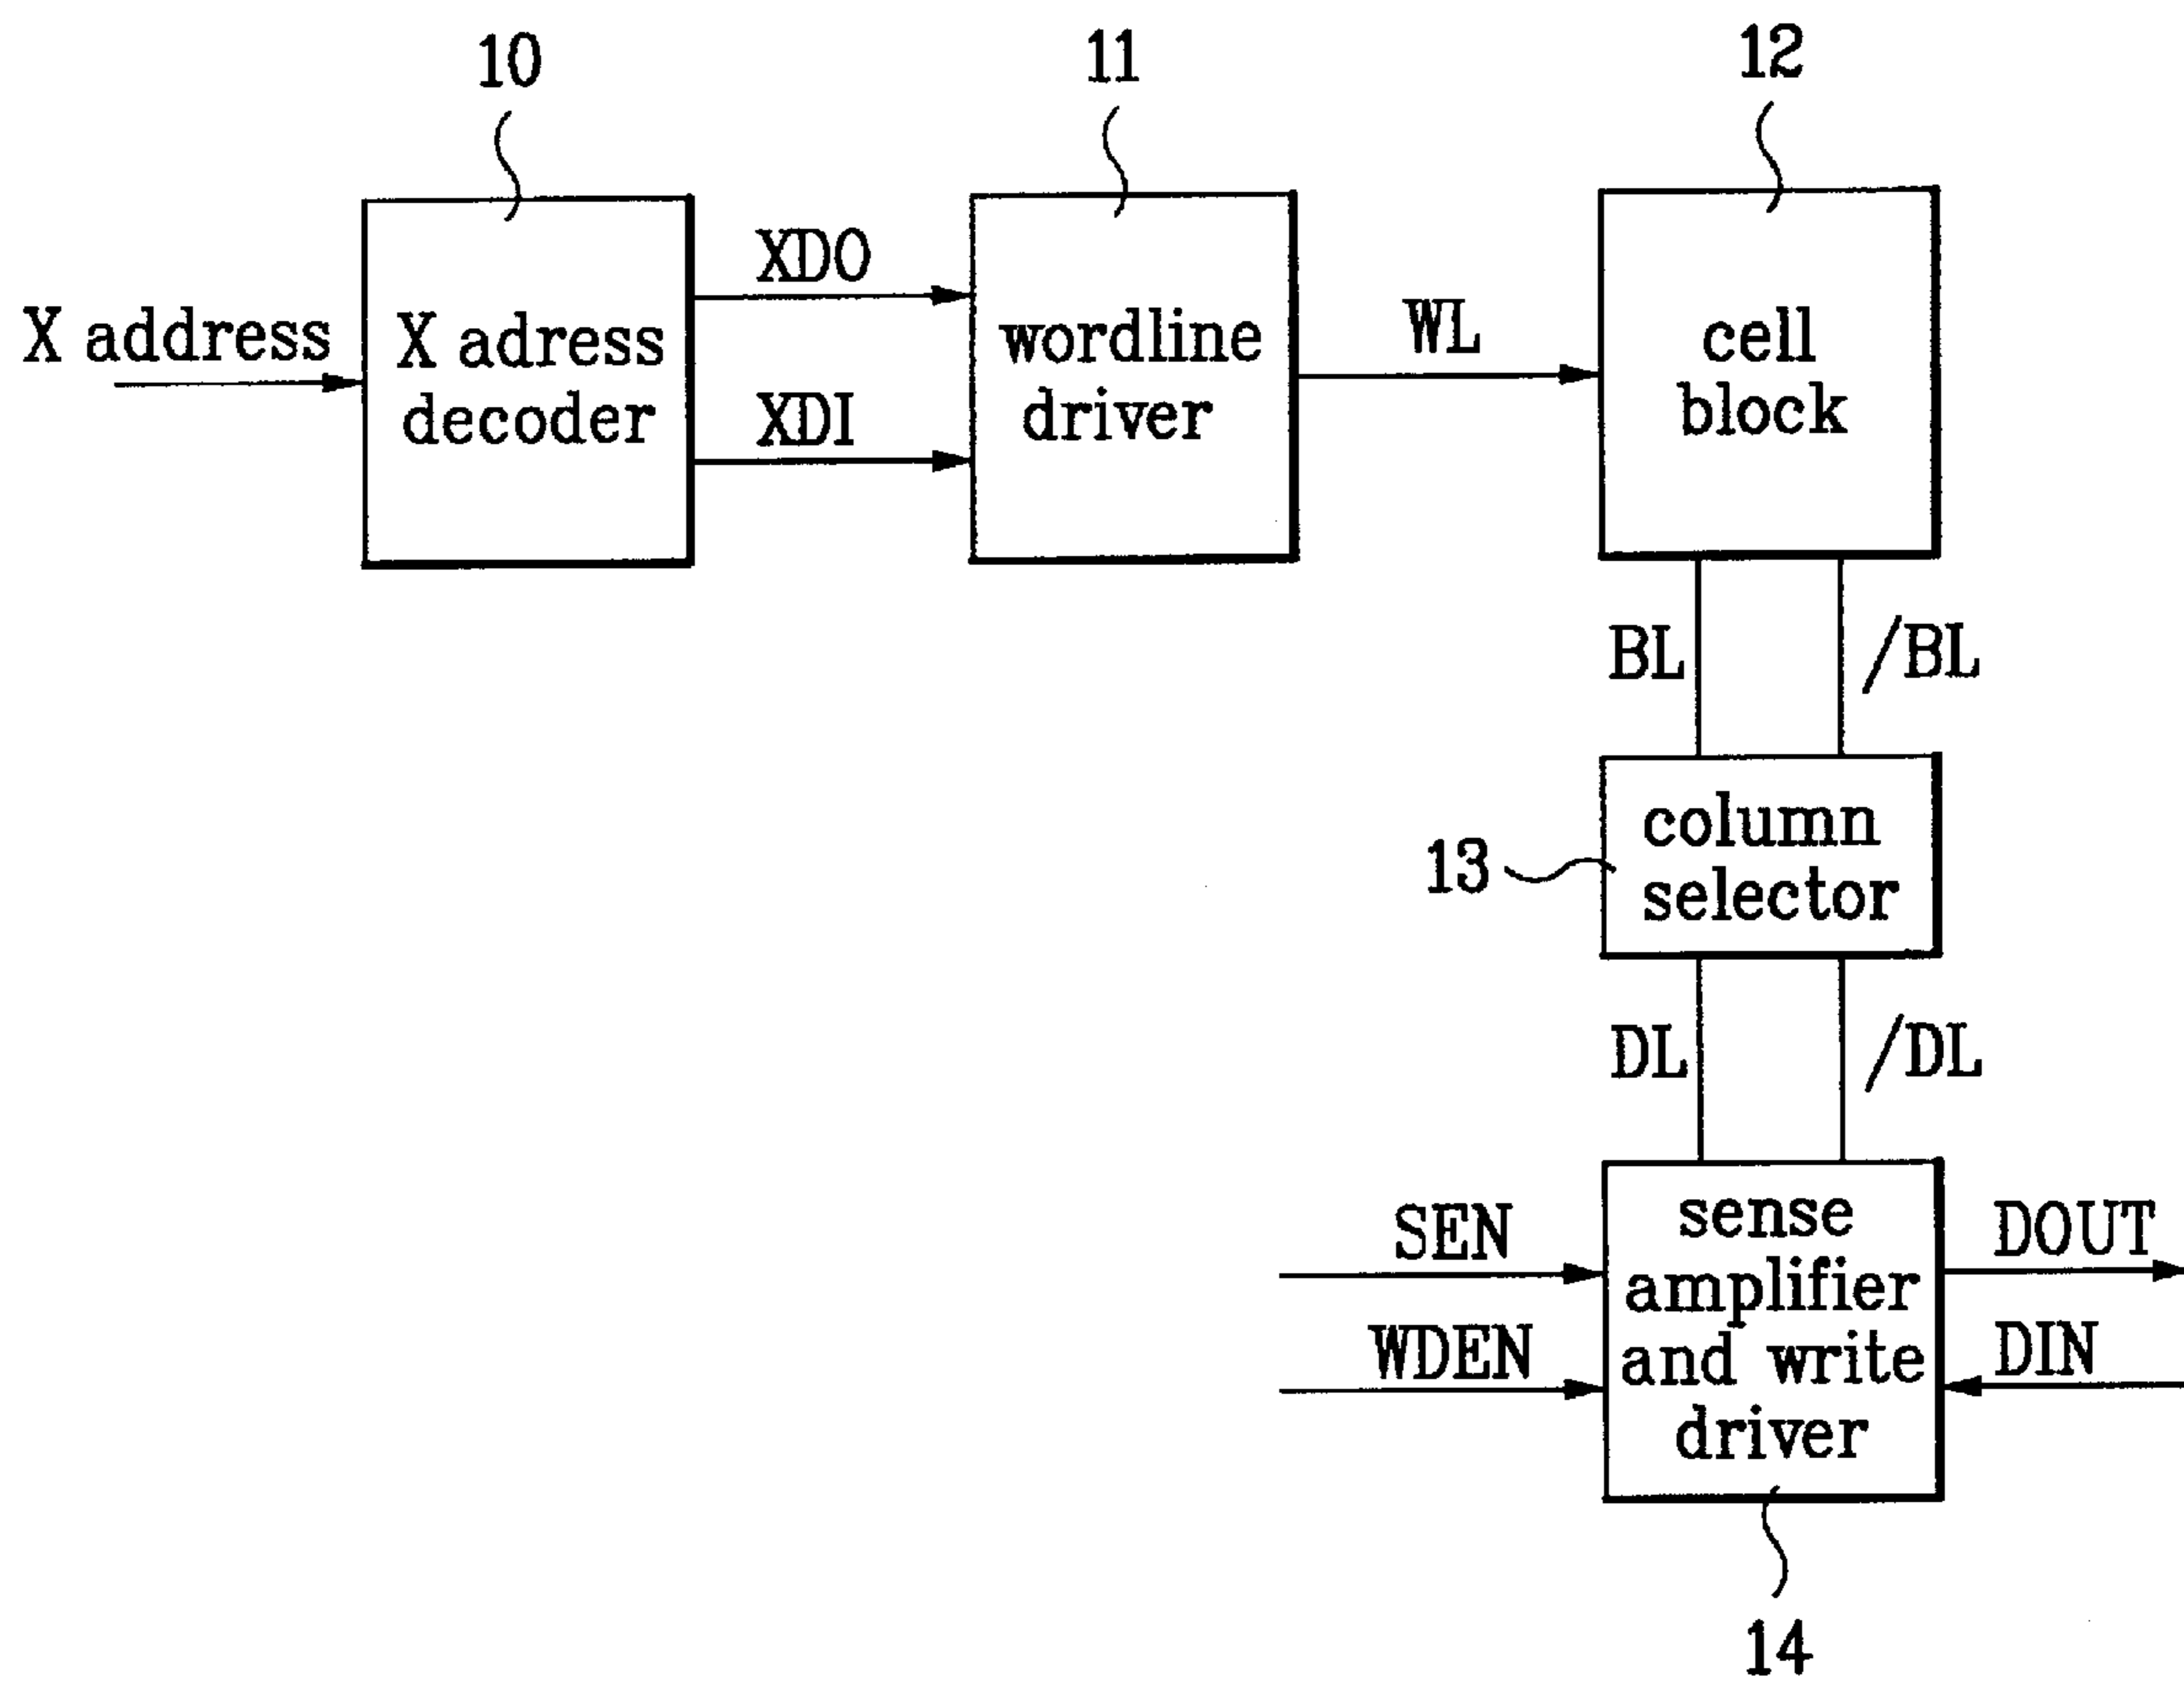 10
11
12
X address
X adress
decoder
XDO
XDI
wordline
driver
WL
cell
block
BL
/BL
13
column
selector
DL
/DL
SEN
WDEN
sense
amplifier
and write
driver
DOUT
DIN
14